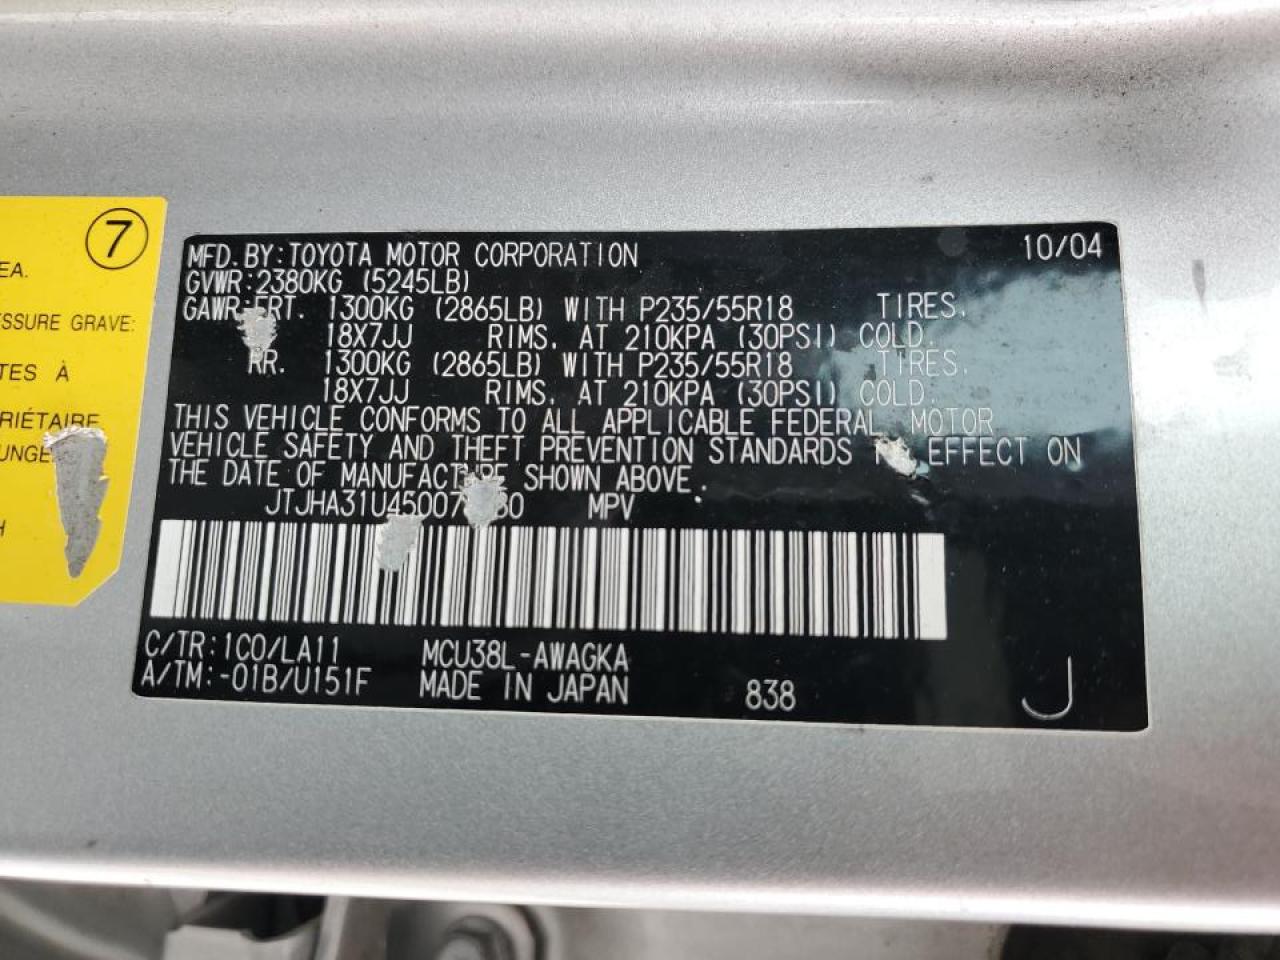 7
EA.
ESSURE GRAVE:
TES À
PRIÉTAIRE
UNGE
H
MFD. BY: TOYOTA MOTOR CORPORATION 10/04
GVWR: 2380KG (5245LB)
GAWR: FRT. 1300KG (2865LB) WITH P235/55R18 TIRES,
18X7JJ RIMS, AT 210KPA (30PSI) COLD.
RR. 1300KG (2865LB) WITH P235/55R18 TIRES,
18X7JJ RIMS, AT 210KPA (30PSI) COLD.
THIS VEHICLE CONFORMS TO ALL APPLICABLE FEDERAL MOTOR
VEHICLE SAFETY AND THEFT PREVENTION STANDARDS EFFECT ON
THE DATE OF MANUFACTURE SHOWN ABOVE.
MPV
C/TR: 1C0/LA11 MCU38L-AWAGKA
A/TM: -01B/U151F MADE IN JAPAN 838 J